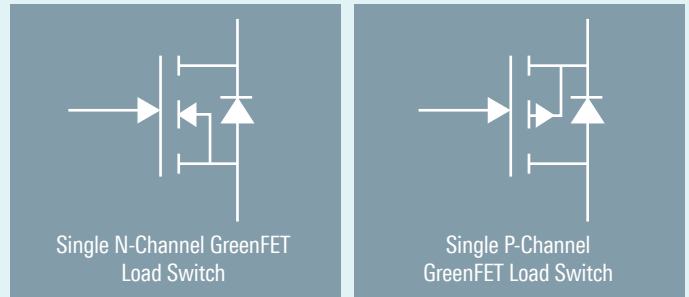 Single N-Channel GreenFET
Load Switch
Single P-Channel
GreenFET Load Switch